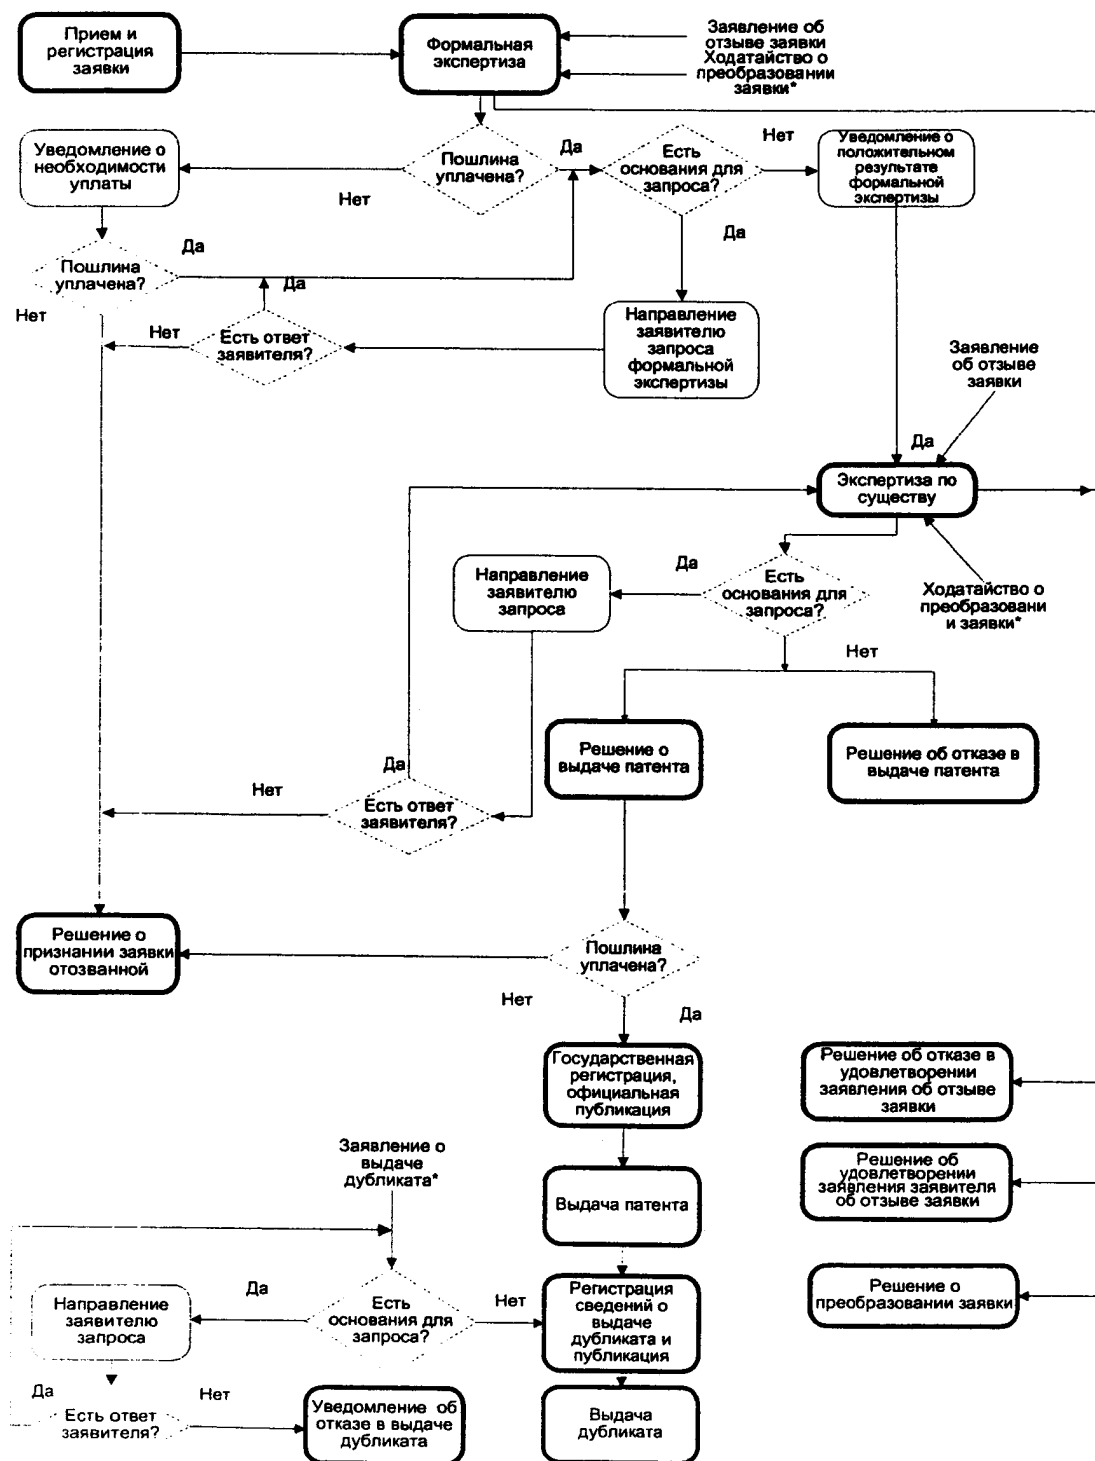 Прием и
регистрация
заявки
Формальная
экспертиза
Заявление об
отзыве заявки
Ходатайство о
преобразовании
заявки*
Уведомление о
необходимости
уплаты
Пошлина
уплачена?
Да
Нет
Есть
основания для
запроса?
Нет
Да
Уведомление о
положительном
результате
формальной
экспертизы
Пошлина
уплачена?
Да
Нет
Да
Есть ответ
заявителя?
Нет
Направление
заявителю
запроса
формальной
экспертизы
Заявление
об отзыве
заявки
Да
Экспертиза по
существу
Направление
заявителю
запроса
Да
Есть
основания для
запроса?
Нет
Ходатайство о
преобразовани
и заявки*
Решение о
выдаче патента
Решение об отказе в
выдаче патента
Да
Нет
Есть ответ
заявителя?
Решение о
признании заявки
отозванной
Пошлина
уплачена?
Нет
Да
Государственная
регистрация,
официальная
публикация
Решение об отказе в
удовлетворении
заявления об отзыве
заявки
Заявление о
выдаче
дубликата*
Выдача патента
Решение об
удовлетворении
заявления заявителя
об отзыве заявки
Направление
заявителю
запроса
Да
Есть
основания для
запроса?
Нет
Регистрация
сведений о
выдаче
дубликата и
публикация
Решение о
преобразовании заявки
Да
Есть ответ
заявителя?
Нет
Уведомление об
отказе в выдаче
дубликата
Выдача
дубликата